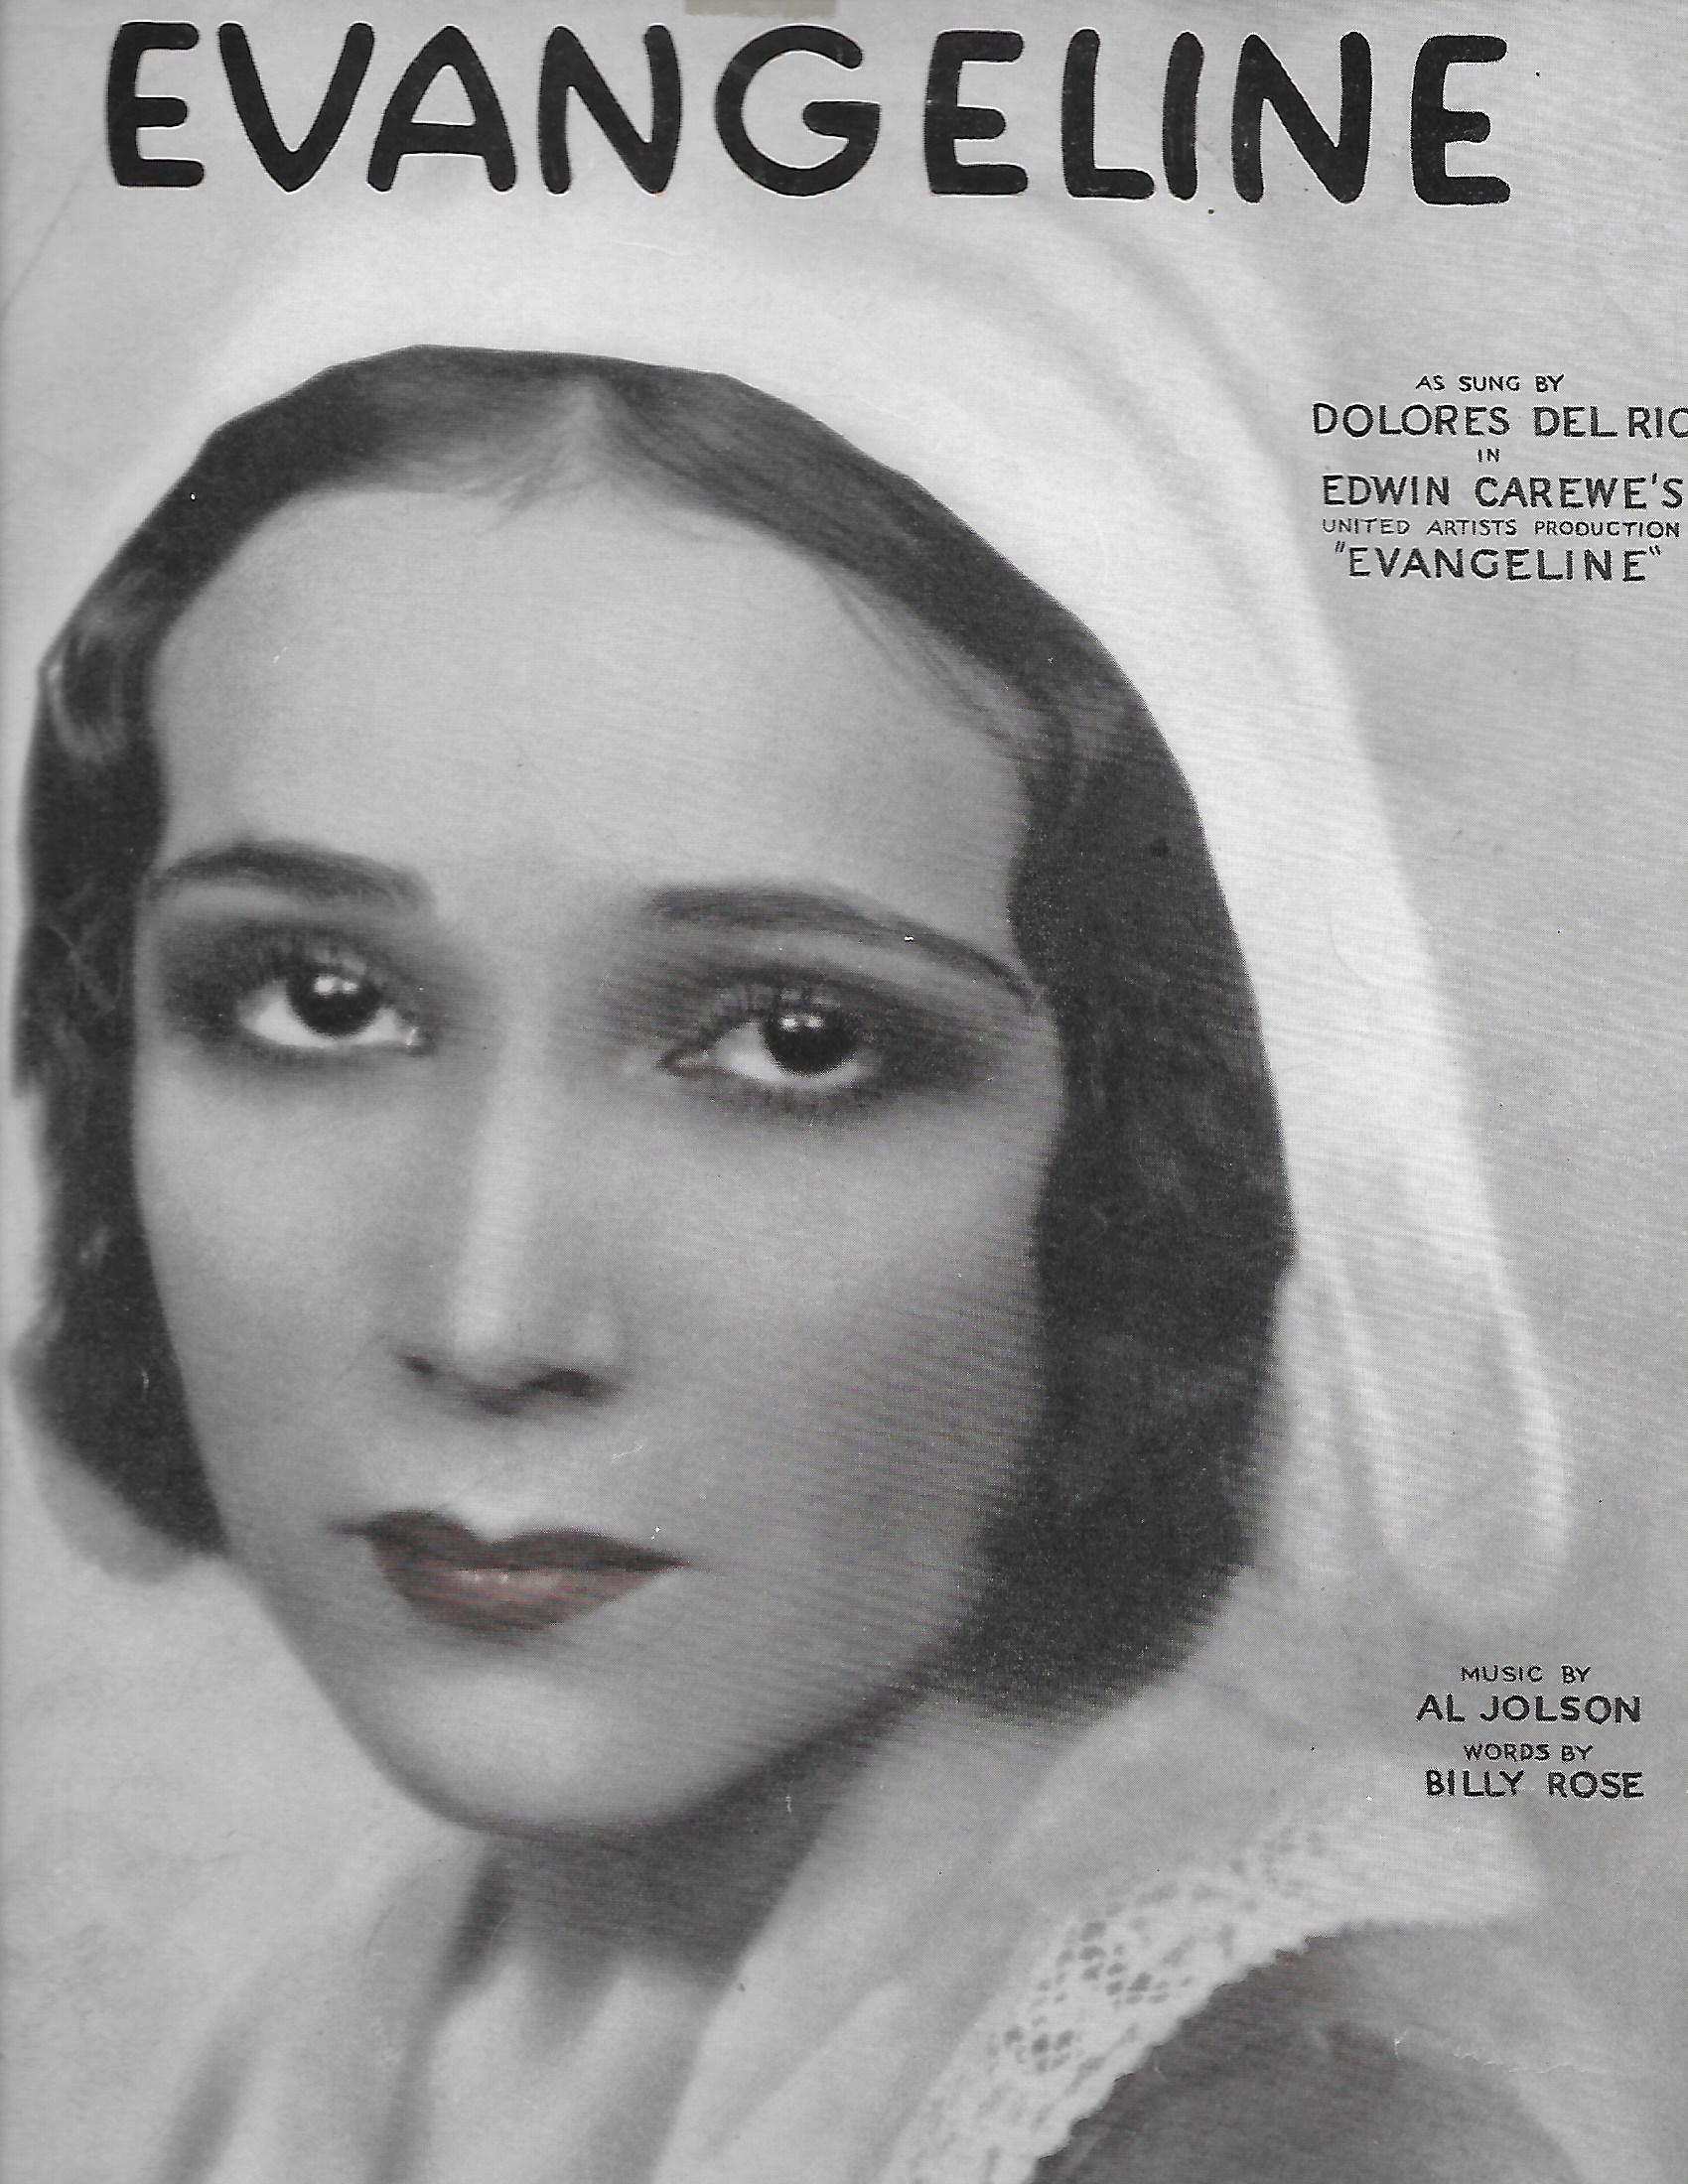 EVANGELINE
AS SUNG BY
DOLORES DEL RIO
IN
EDWIN CAREWE'S
UNITED ARTISTS PRODUCTION
"EVANGELINE"
MUSIC BY
AL JOLSON
WORDS BY
BILLY ROSE